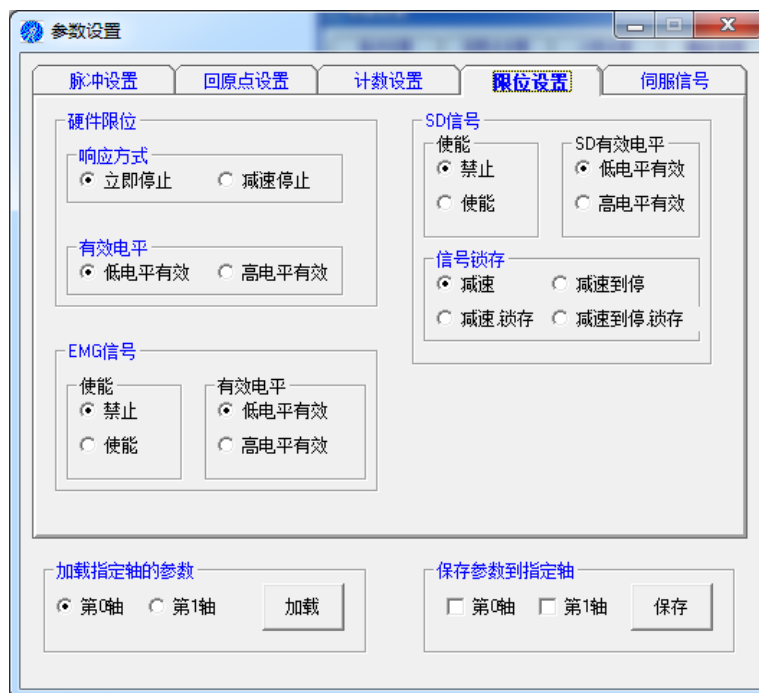 参数设置
脉冲设置 回原点设置 计数设置 限位设置 伺服信号
硬件限位
响应方式
立即停止 减速停止
有效电平
低电平有效 高电平有效
EMG信号
使能
禁止
使能
有效电平
低电平有效
高电平有效
SD信号
使能
禁止
使能
SD有效电平
低电平有效
高电平有效
信号锁存
减速 减速到停
减速.锁存 减速到停.锁存
加载指定轴的参数
第0轴 第1轴 加载
保存参数到指定轴
第0轴 第1轴 保存